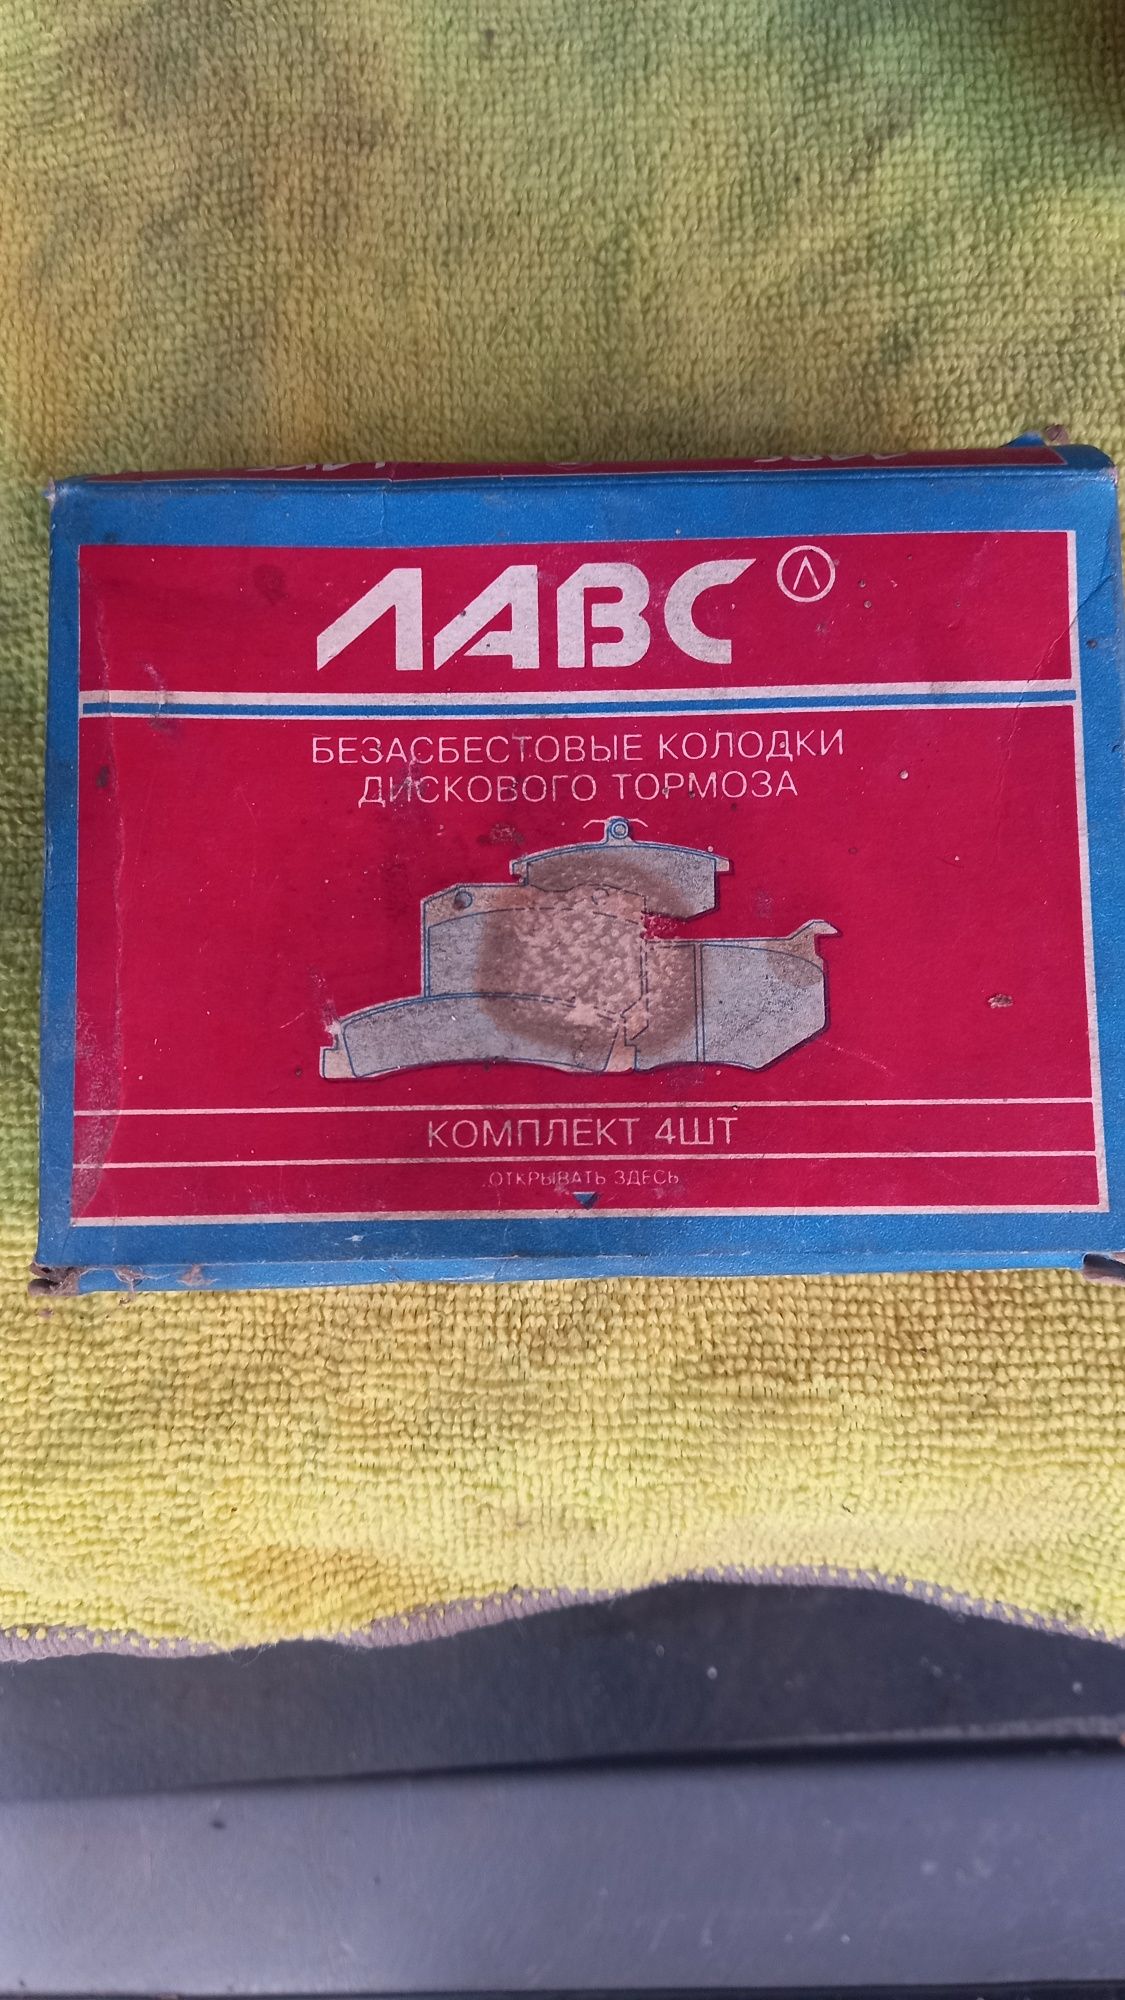 ЛАВС Л
БЕЗАСБЕСТОВЫЕ КОЛОДКИ
ДИСКОВОГО ТОРМОЗА
КОМПЛЕКТ 4ШТ
ОТКРЫВАТЬ ЗДЕСЬ